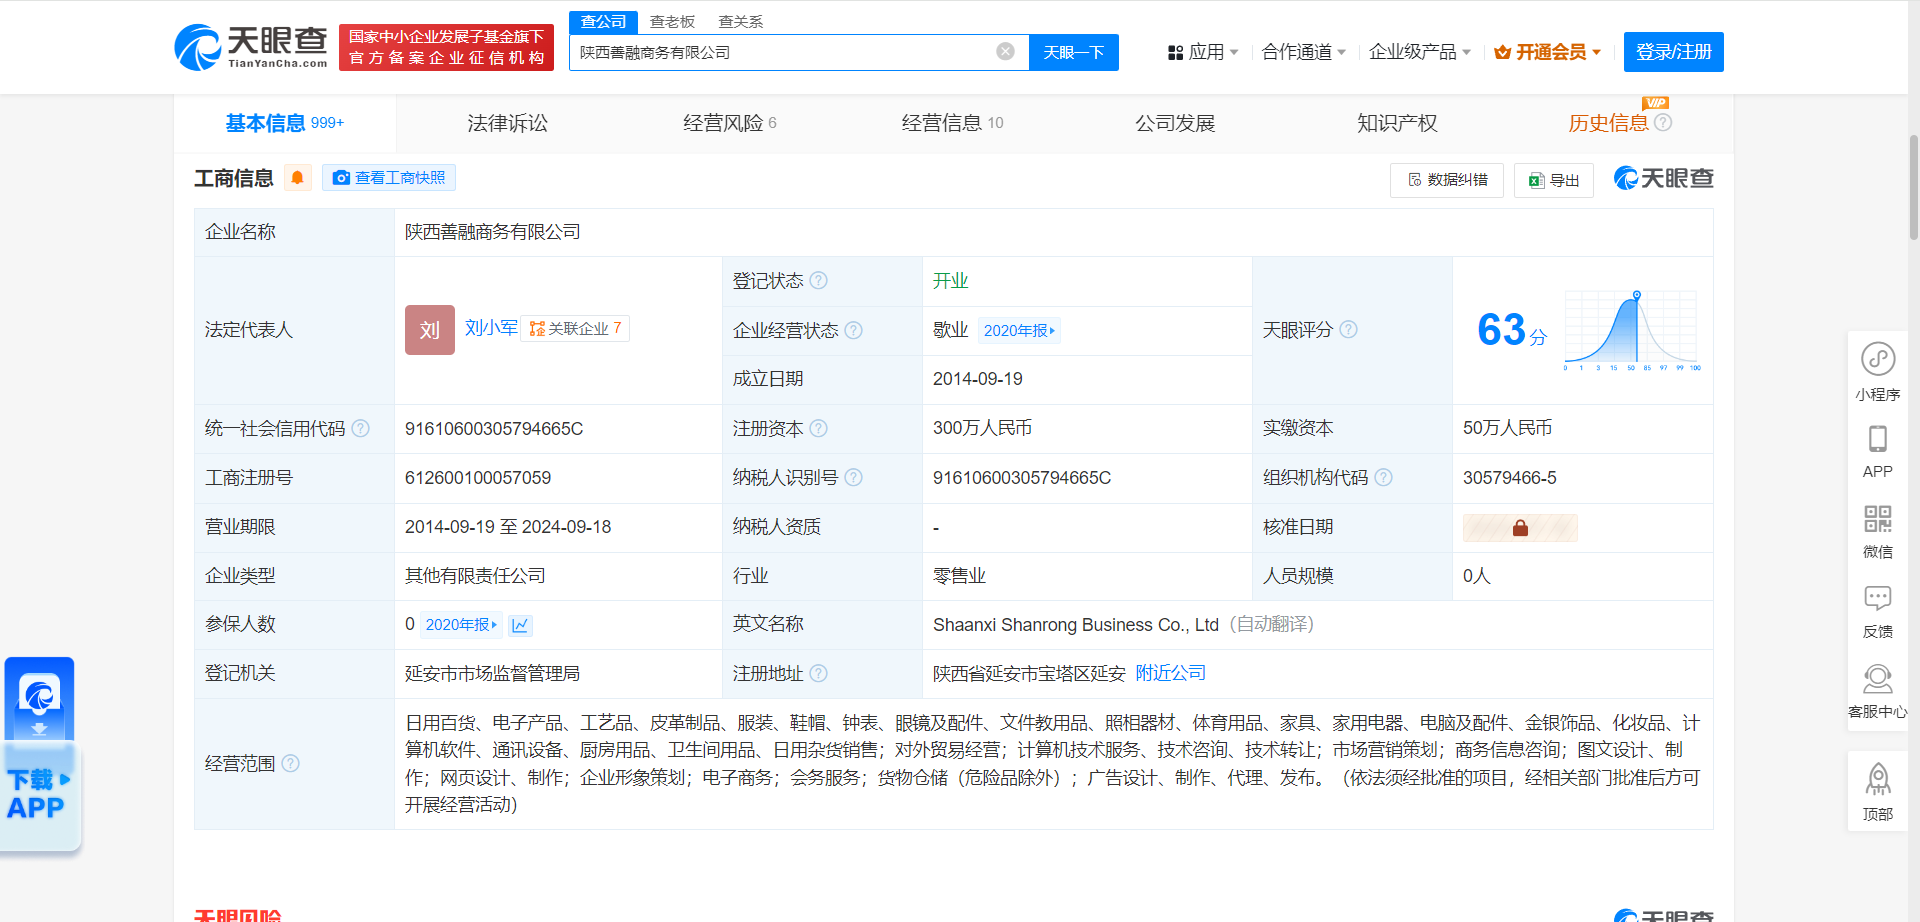 天眼查
TianYanCha.com
国家中小企业发展子基金旗下
官方备案企业征信机构
查公司 查老板 查关系
陕西善融商务有限公司 天眼一下
应用 合作通道 企业级产品 开通会员 登录/注册
基本信息 999+ 法律诉讼 经营风险 6 经营信息 10 公司发展 知识产权 历史信息 VIP
工商信息 查看工商快照 数据纠错 导出 天眼查
企业名称 陕西善融商务有限公司
法定代表人 刘 刘小军 关联企业 7
登记状态 开业
企业经营状态 歇业 2020年报
成立日期 2014-09-19
天眼评分 63分
0 1 3 15 50 85 97 99 100
统一社会信用代码 91610600305794665C 注册资本 300万人民币 实缴资本 50万人民币
工商注册号 612600100057059 纳税人识别号 91610600305794665C 组织机构代码 30579466-5
营业期限 2014-09-19 至 2024-09-18 纳税人资质 - 核准日期
企业类型 其他有限责任公司 行业 零售业 人员规模 0人
参保人数 0 2020年报 英文名称 Shaanxi Shanrong Business Co., Ltd（自动翻译）
登记机关 延安市市场监督管理局 注册地址 陕西省延安市宝塔区延安 附近公司
经营范围
日用百货、电子产品、工艺品、皮革制品、服装、鞋帽、钟表、眼镜及配件、文件教用品、照相器材、体育用品、家具、家用电器、电脑及配件、金银饰品、化妆品、计
算机软件、通讯设备、厨房用品、卫生间用品、日用杂货销售；对外贸易经营；计算机技术服务、技术咨询、技术转让；市场营销策划；商务信息咨询；图文设计、制
作；网页设计、制作；企业形象策划；电子商务；会务服务；货物仓储（危险品除外）；广告设计、制作、代理、发布。（依法须经批准的项目，经相关部门批准后方可
开展经营活动）
小程序
APP
微信
反馈
客服中心
顶部
下载
APP
天眼风险 天眼查